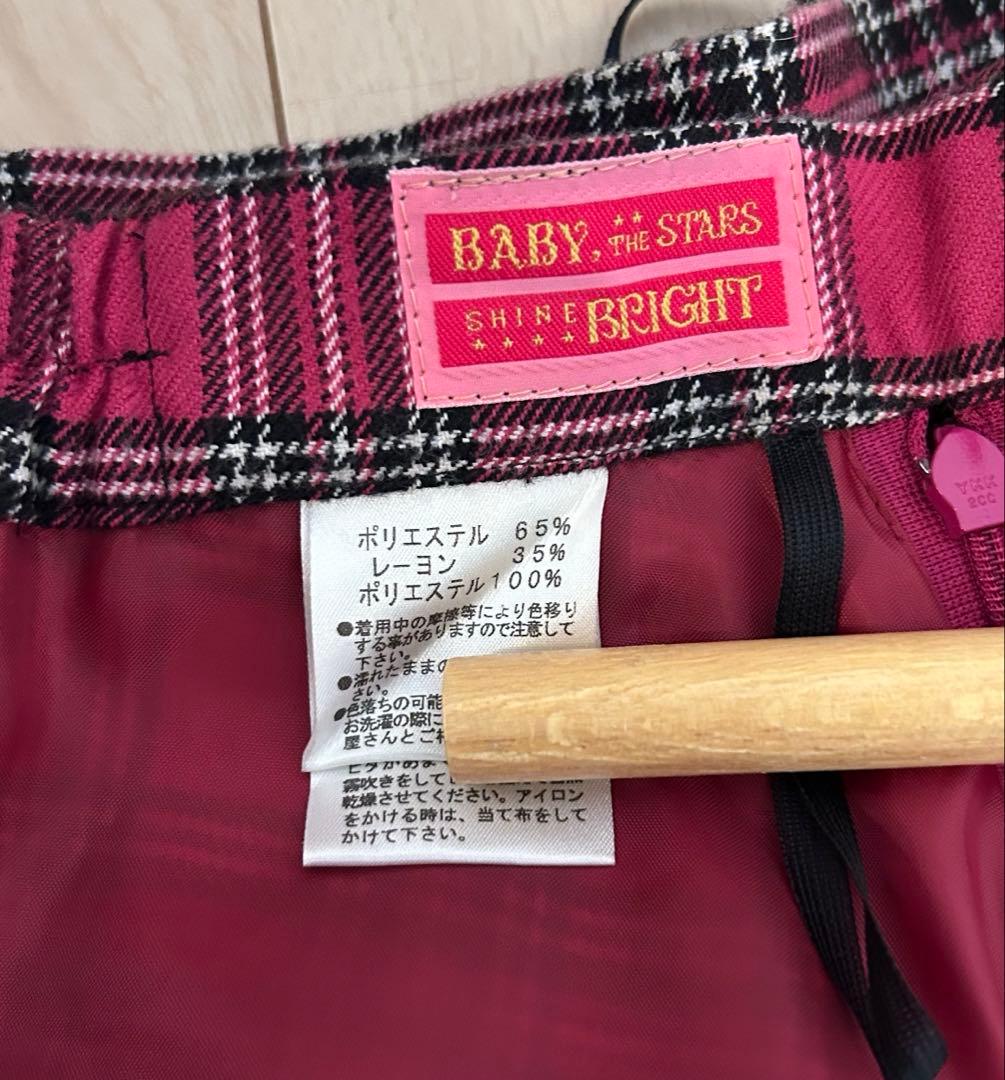 BABY, THE STARS
SHINE BRIGHT
YKK
200
ポリエステル 65%
レーヨン 35%
ポリエステル100%
●着用中の摩擦等により色移り
する事がありますので注意して
下さい。
●濡れたままの
さい。
●色落ちの可能
お洗濯の際に
屋さんとご
霧吹きをして
乾燥させてください。アイロン
をかける時は、当て布をして
かけて下さい。